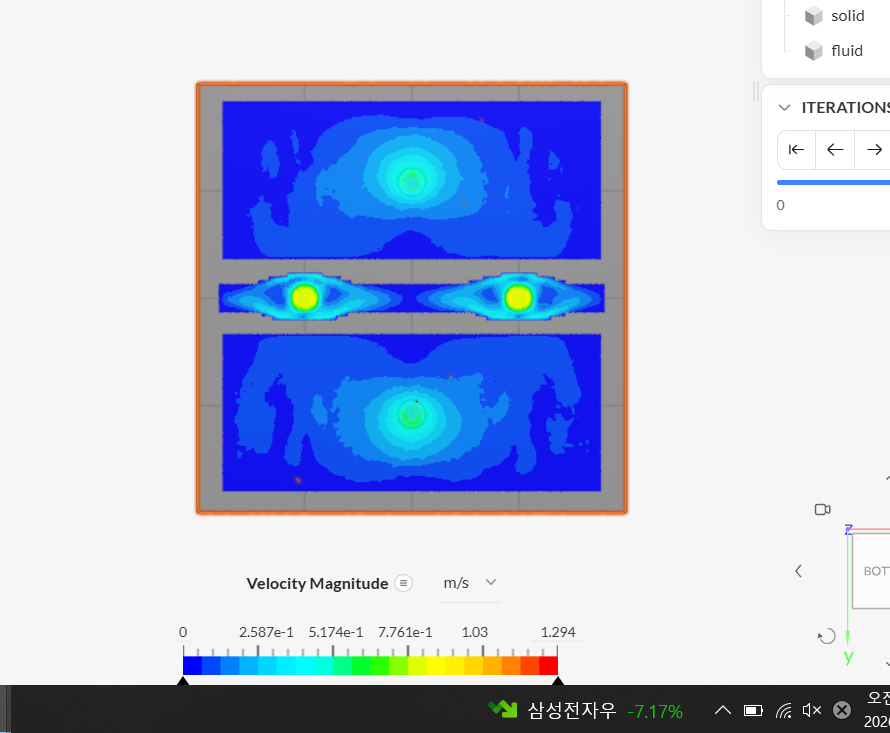 solid
fluid
ITERATIONS
0
Velocity Magnitude
m/s
0 2.587e-1 5.174e-1 7.761e-1 1.03 1.294
Z
BOT
y
삼성전자우 -7.17%
오전
202